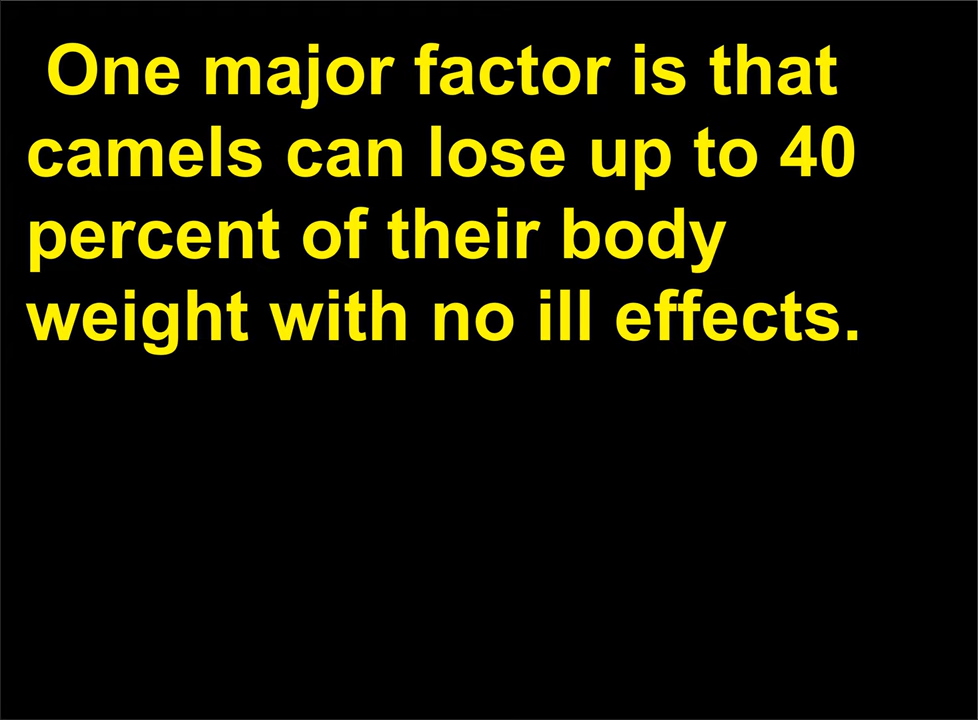 One major factor is that
camels can lose up to 40
percent of their body
weight with no ill effects.